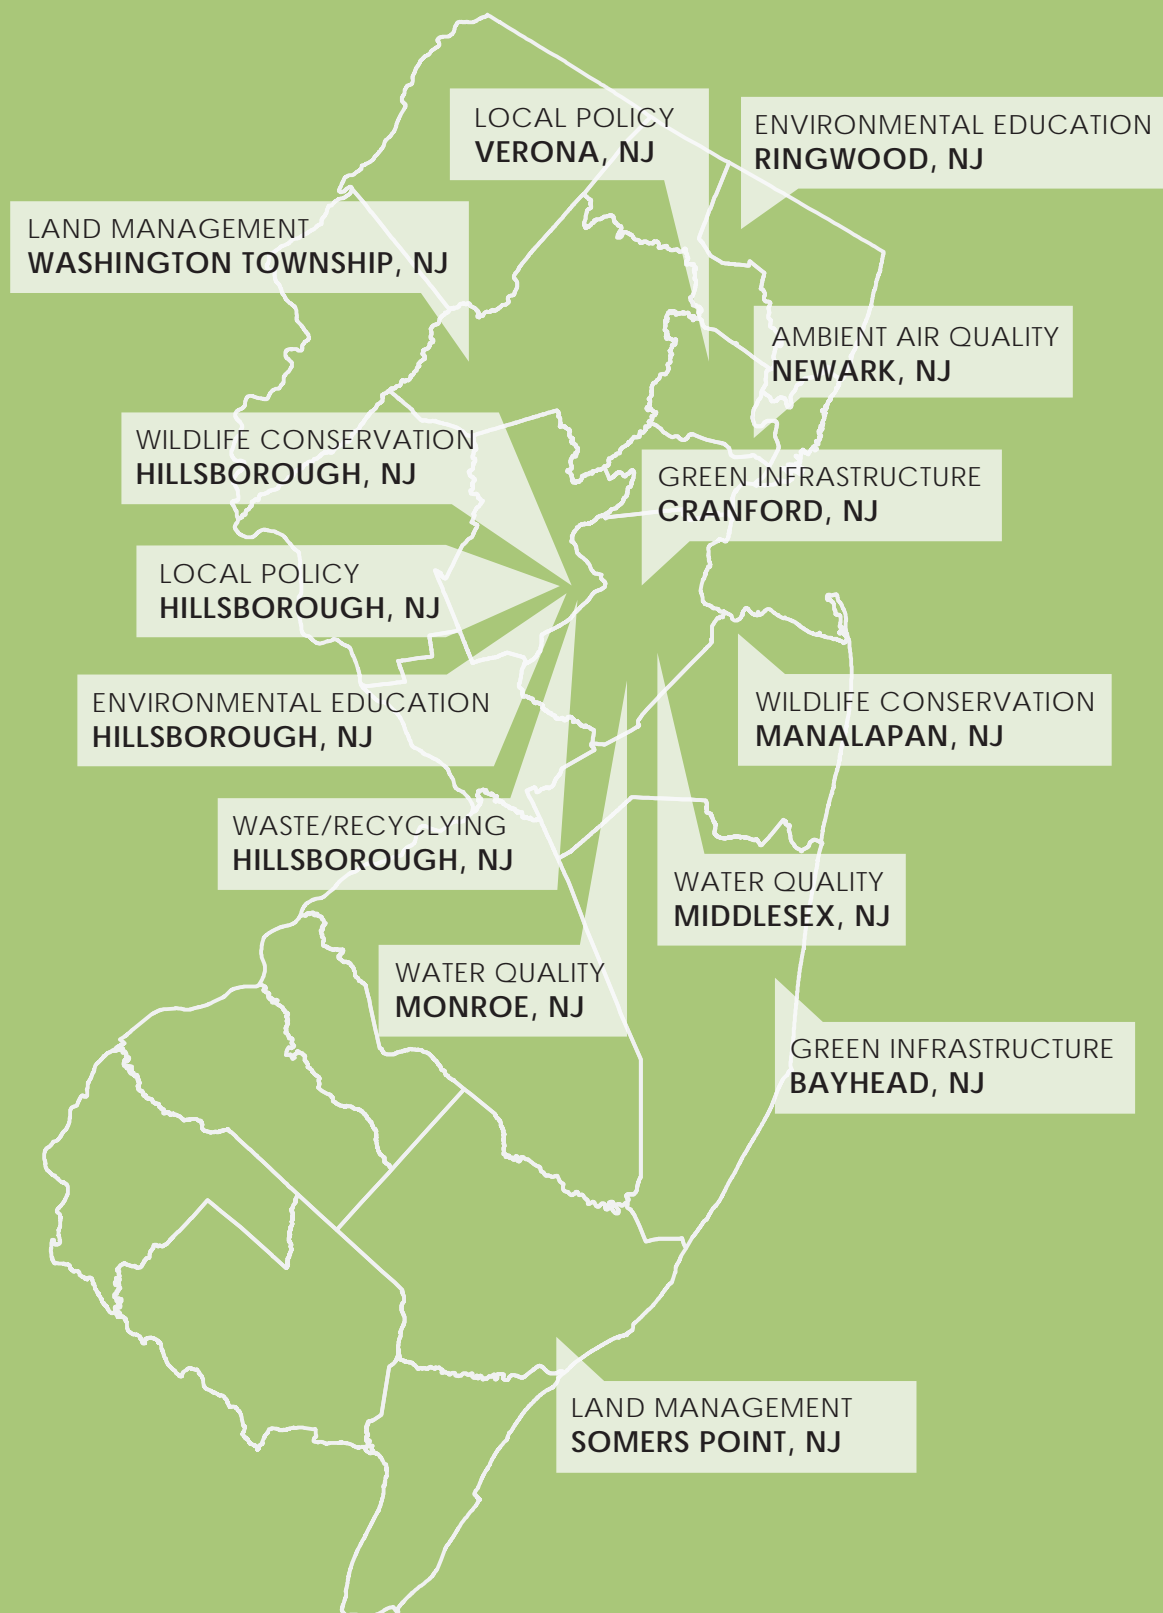 LOCAL POLICY
VERONA, NJ
ENVIRONMENTAL EDUCATION
RINGWOOD, NJ
LAND MANAGEMENT
WASHINGTON TOWNSHIP, NJ
AMBIENT AIR QUALITY
NEWARK, NJ
WILDLIFE CONSERVATION
HILLSBOROUGH, NJ
GREEN INFRASTRUCTURE
CRANFORD, NJ
LOCAL POLICY
HILLSBOROUGH, NJ
ENVIRONMENTAL EDUCATION
HILLSBOROUGH, NJ
WILDLIFE CONSERVATION
MANALAPAN, NJ
WASTE/RECYCLYING
HILLSBOROUGH, NJ
WATER QUALITY
MIDDLESEX, NJ
WATER QUALITY
MONROE, NJ
GREEN INFRASTRUCTURE
BAYHEAD, NJ
LAND MANAGEMENT
SOMERS POINT, NJ